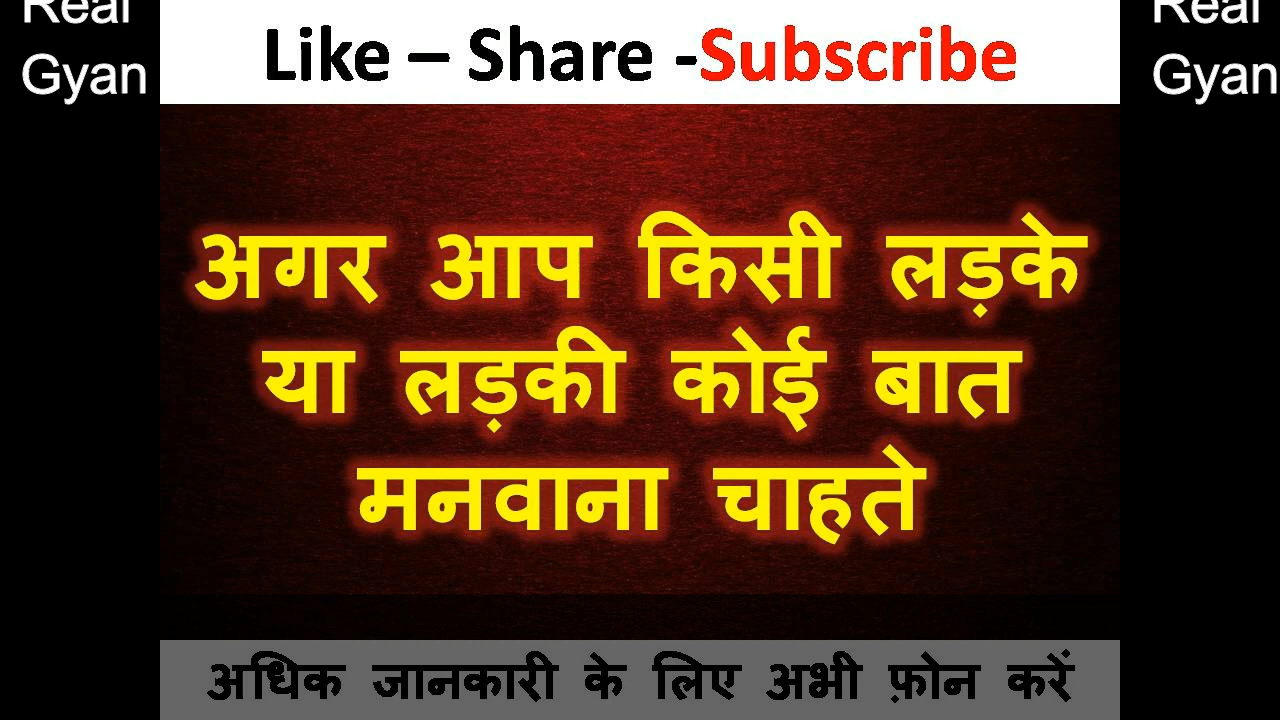 Real
Gyan
Like – Share -Subscribe
Real
Gyan
अगर आप किसी लड़के
या लड़की कोई बात
मनवाना चाहते
अधिक जानकारी के लिए अभी फ़ोन करें